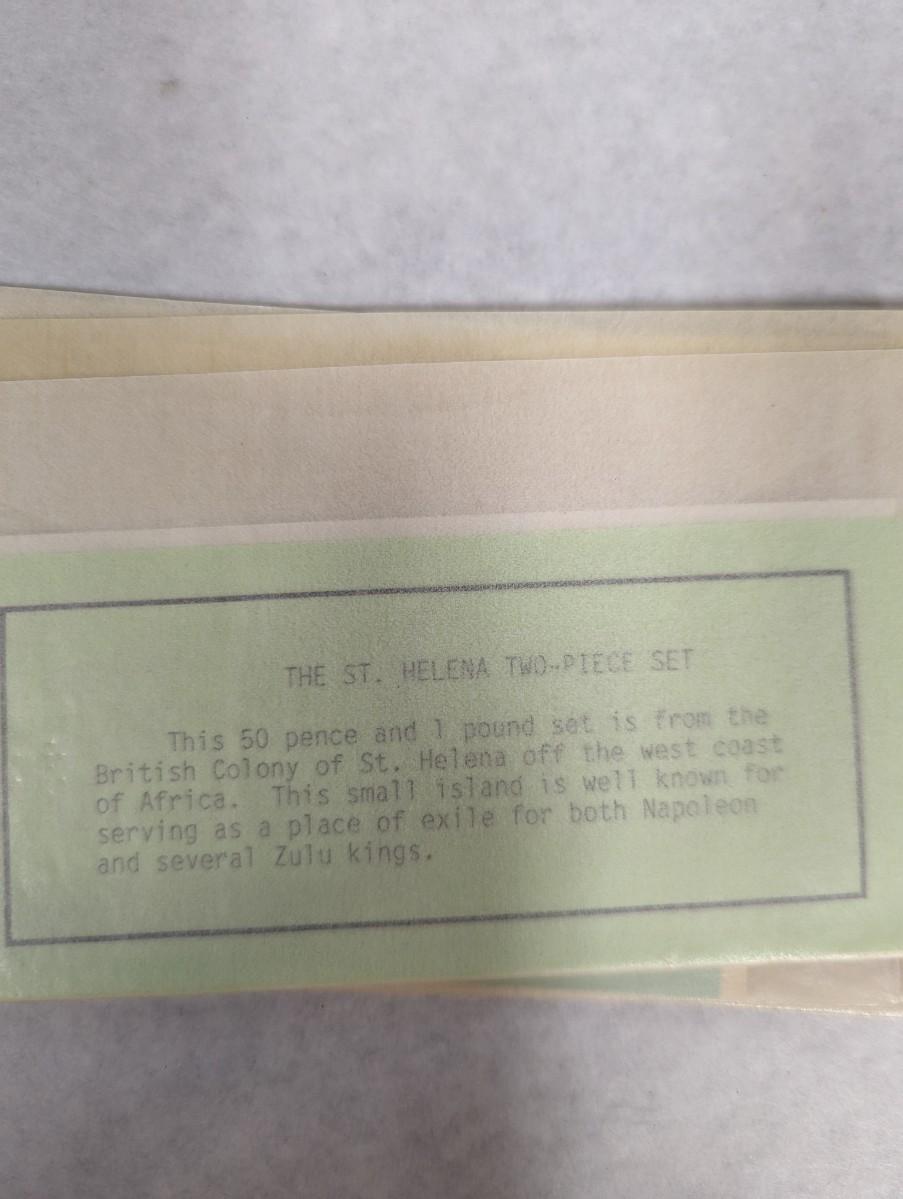 THE ST. HELENA TWO-PIECE SET
This 50 pence and 1 pound set is from the
British Colony of St. Helena off the west coast
of Africa. This small island is well known for
serving as a place of exile for both Napoleon
and several Zulu kings.